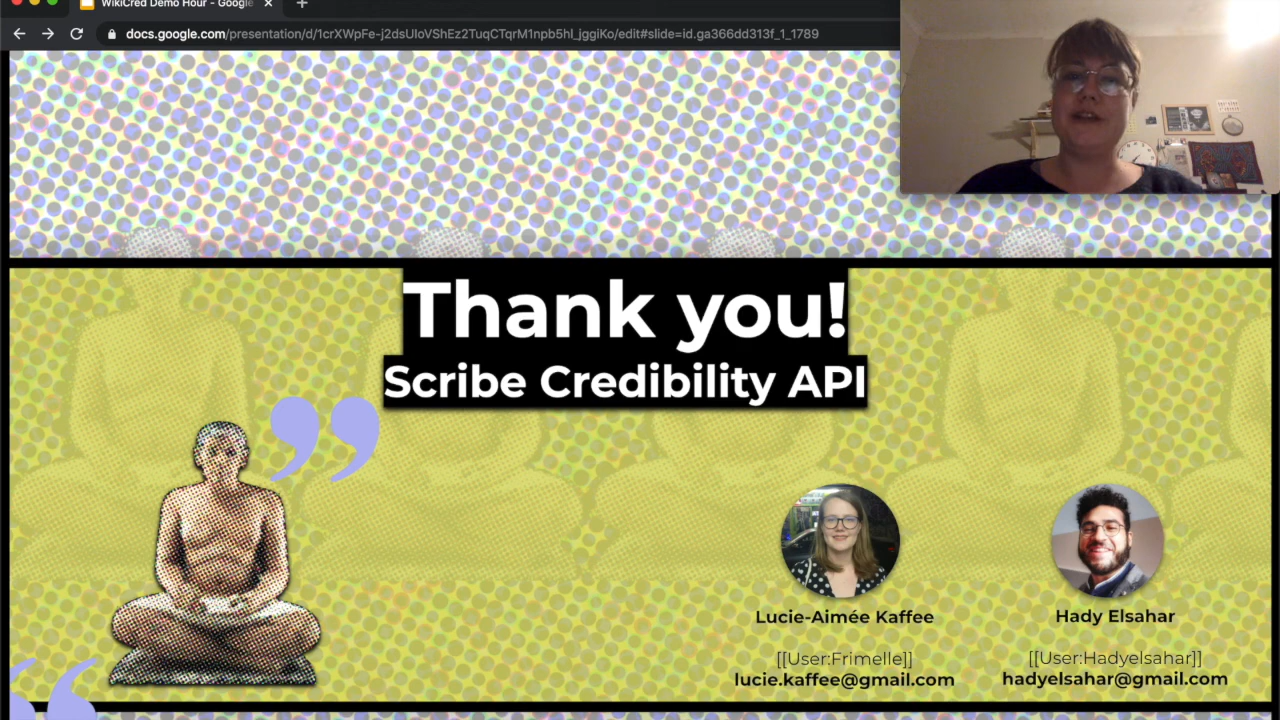 WikiCred Demo Hour - Google
docs.google.com/presentation/d/1crXWpFe-j2dsUIoVShEz2TuqCTqrM1npb5hl_jggiKo/edit#slide=id.ga366dd313f_1_1789
Thank you!
Scribe Credibility API
Lucie-Aimée Kaffee
[[User:Frimelle]]
lucie.kaffee@gmail.com
Hady Elsahar
[[User:Hadyelsahar]]
hadyelsahar@gmail.com